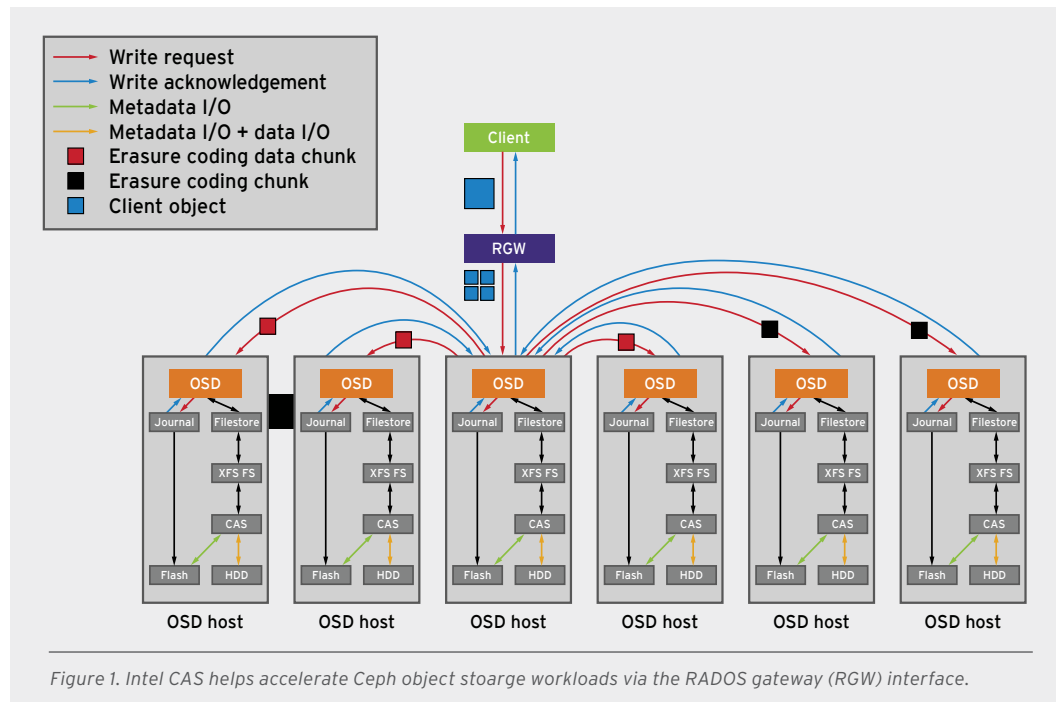 Write request
Write acknowledgement
Metadata I/O
Metadata I/O + data I/O
Erasure coding data chunk
Erasure coding chunk
Client object
Client
RGW
OSD OSD OSD OSD OSD OSD
Journal Filestore Journal Filestore Journal Filestore Journal Filestore Journal Filestore Journal Filestore
XFS FS XFS FS XFS FS XFS FS XFS FS XFS FS
CAS CAS CAS CAS CAS CAS
Flash HDD Flash HDD Flash HDD Flash HDD Flash HDD Flash HDD
OSD host OSD host OSD host OSD host OSD host OSD host
Figure 1. Intel CAS helps accelerate Ceph object stoarge workloads via the RADOS gateway (RGW) interface.